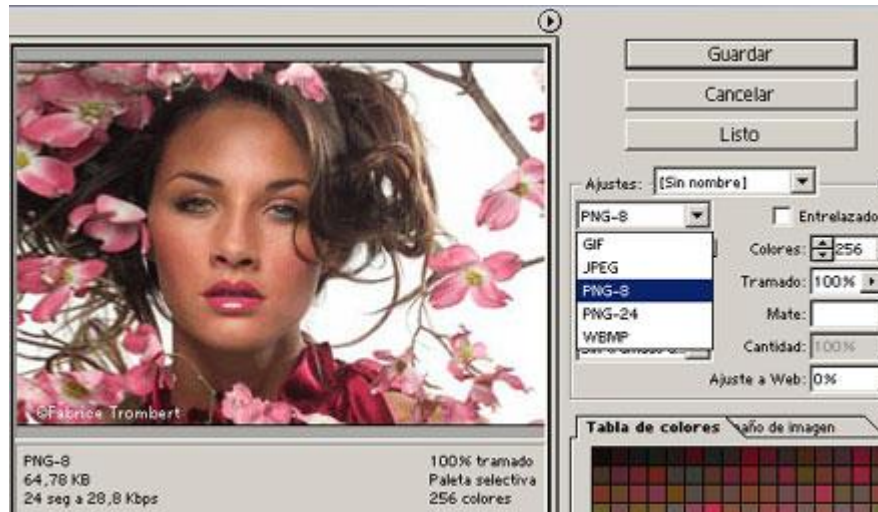 Guardar
Cancelar
Listo
Ajustes: [Sin nombre]
PNG-8
Entrelazado
GIF
JPEG
PNG-8
PNG-24
WBMP
Colores: 256
Tramado: 100%
Mate:
Cantidad: 100%
Ajuste a Web: 0%
Tabla de colores
de imagen
©Fabrice Trombert
PNG-8
64,78 KB
24 seg a 28,8 Kbps
100% tramado
Paleta selectiva
256 colores